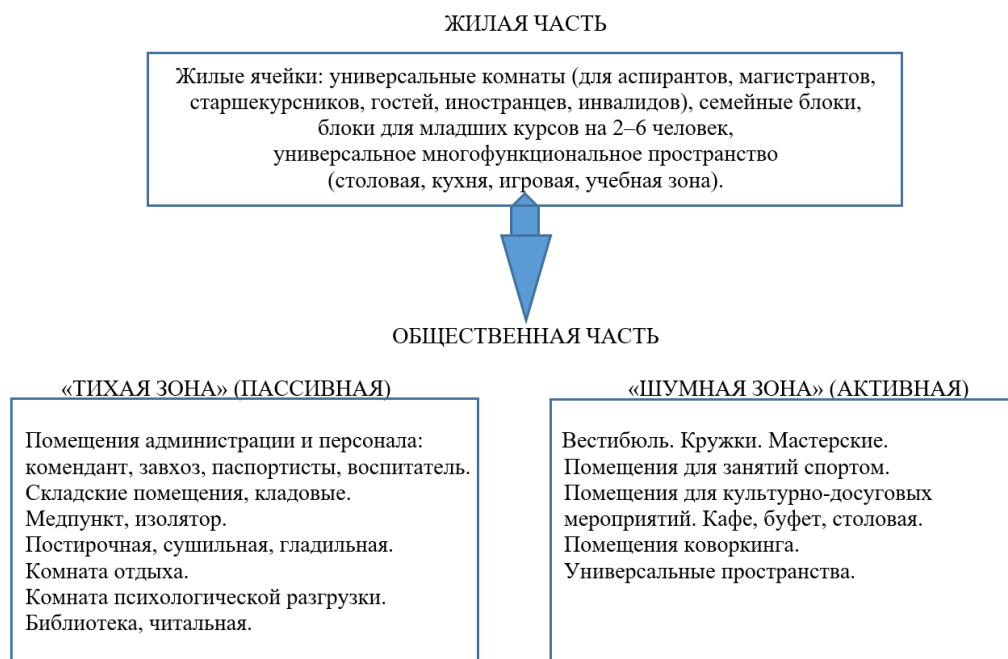 ЖИЛАЯ ЧАСТЬ
Жилые ячейки: универсальные комнаты (для аспирантов, магистрантов,
старшекурсников, гостей, иностранцев, инвалидов), семейные блоки,
блоки для младших курсов на 2–6 человек,
универсальное многофункциональное пространство
(столовая, кухня, игровая, учебная зона).
ОБЩЕСТВЕННАЯ ЧАСТЬ
«ТИХАЯ ЗОНА» (ПАССИВНАЯ)
Помещения администрации и персонала:
комендант, завхоз, паспортисты, воспитатель.
Складские помещения, кладовые.
Медпункт, изолятор.
Постирочная, сушильная, гладильная.
Комната отдыха.
Комната психологической разгрузки.
Библиотека, читальная.
«ШУМНАЯ ЗОНА» (АКТИВНАЯ)
Вестибюль. Кружки. Мастерские.
Помещения для занятий спортом.
Помещения для культурно-досуговых
мероприятий. Кафе, буфет, столовая.
Помещения коворкинга.
Универсальные пространства.